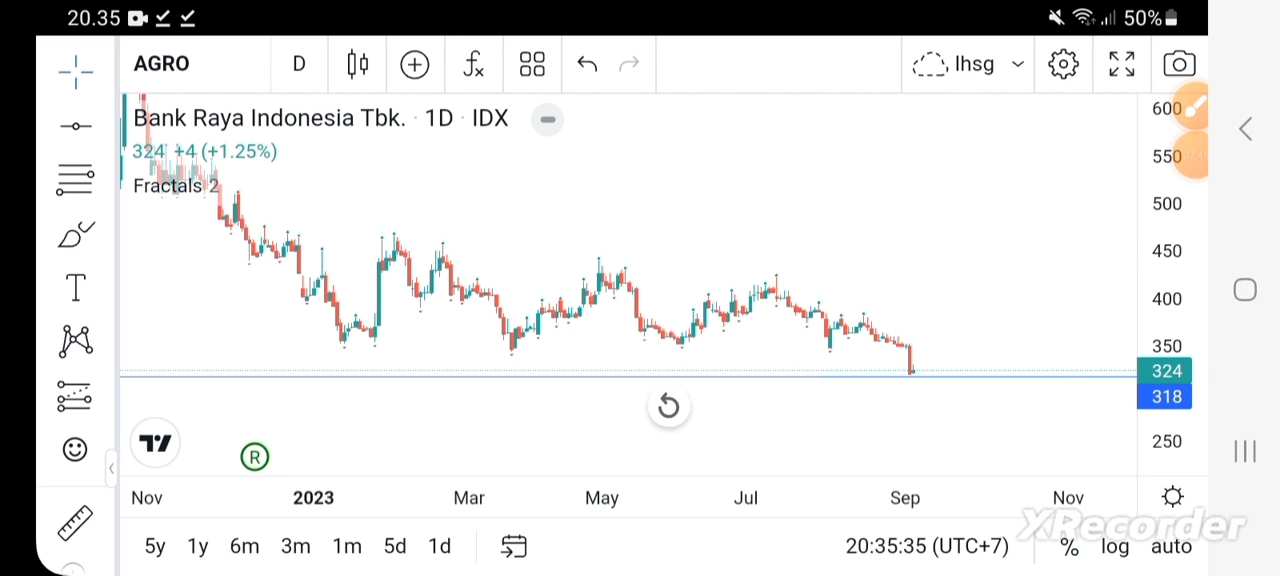 20.35 50%
AGRO D lhsg
Bank Raya Indonesia Tbk. · 1D · IDX
324 +4 (+1.25%)
Fractals 2
600
550
500
450
400
350
324
318
250
R
Nov 2023 Mar May Jul Sep Nov
XRecorder
5y 1y 6m 3m 1m 5d 1d 20:35:35 (UTC+7) % log auto